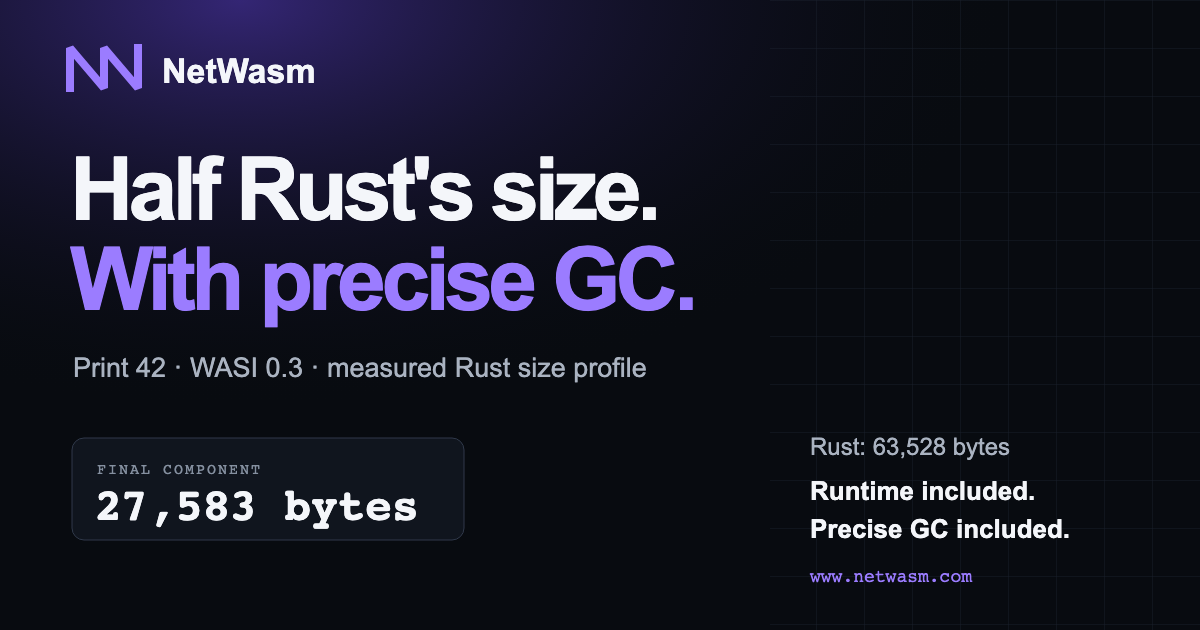 NetWasm
Half Rust's size.
With precise GC.
Print 42 · WASI 0.3 · measured Rust size profile
FINAL COMPONENT
27,583 bytes
Rust: 63,528 bytes
Runtime included.
Precise GC included.
www.netwasm.com